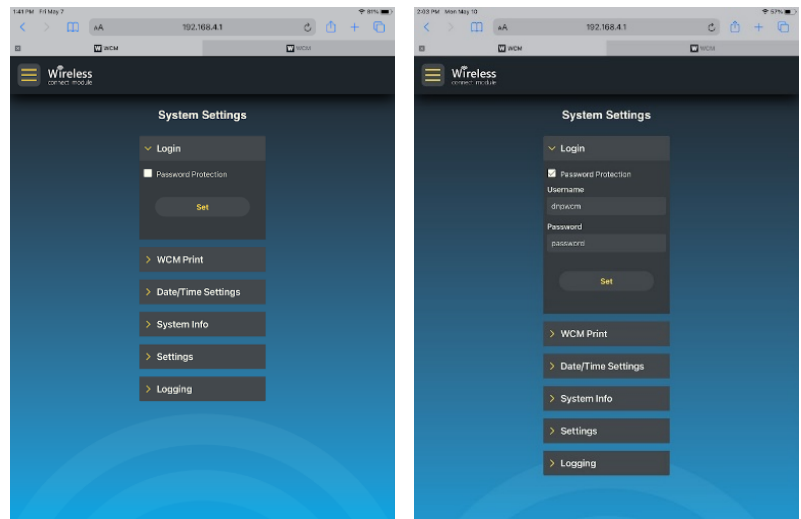 1:41 PM Fri May 7
81%
AA 192.168.4.1
WCM WCM
Wireless
connect module
System Settings
Login
Password Protection
Set
WCM Print
Date/Time Settings
System Info
Settings
Logging
2:03 PM Mon May 10
57%
AA 192.168.4.1
WCM WCM
Wireless
connect module
System Settings
Login
Password Protection
Username
dnpwcm
Password
password
Set
WCM Print
Date/Time Settings
System Info
Settings
Logging